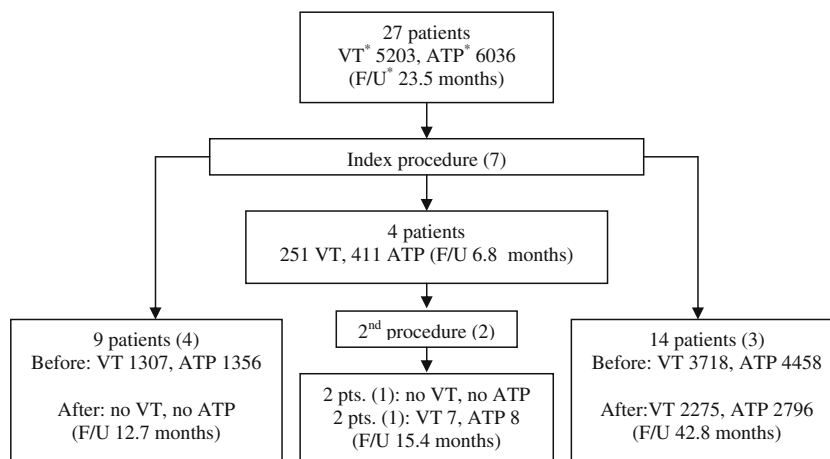 27 patients
VT* 5203, ATP* 6036
(F/U* 23.5 months)
Index procedure (7)
4 patients
251 VT, 411 ATP (F/U 6.8 months)
9 patients (4)
Before: VT 1307, ATP 1356
After: no VT, no ATP
(F/U 12.7 months)
2nd procedure (2)
2 pts. (1): no VT, no ATP
2 pts. (1): VT 7, ATP 8
(F/U 15.4 months)
14 patients (3)
Before: VT 3718, ATP 4458
After:VT 2275, ATP 2796
(F/U 42.8 months)